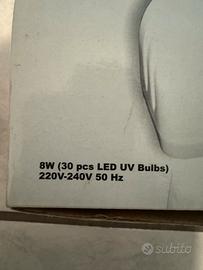 8W (30 pcs LED UV Bulbs)
220V-240V 50 Hz
subito